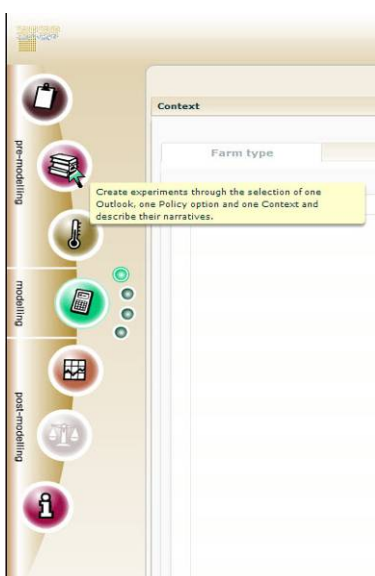 Context
Farm type
pre-modelling
Create experiments through the selection of one
Outlook, one Policy option and one Context and
describe their narratives.
modelling
post-modelling